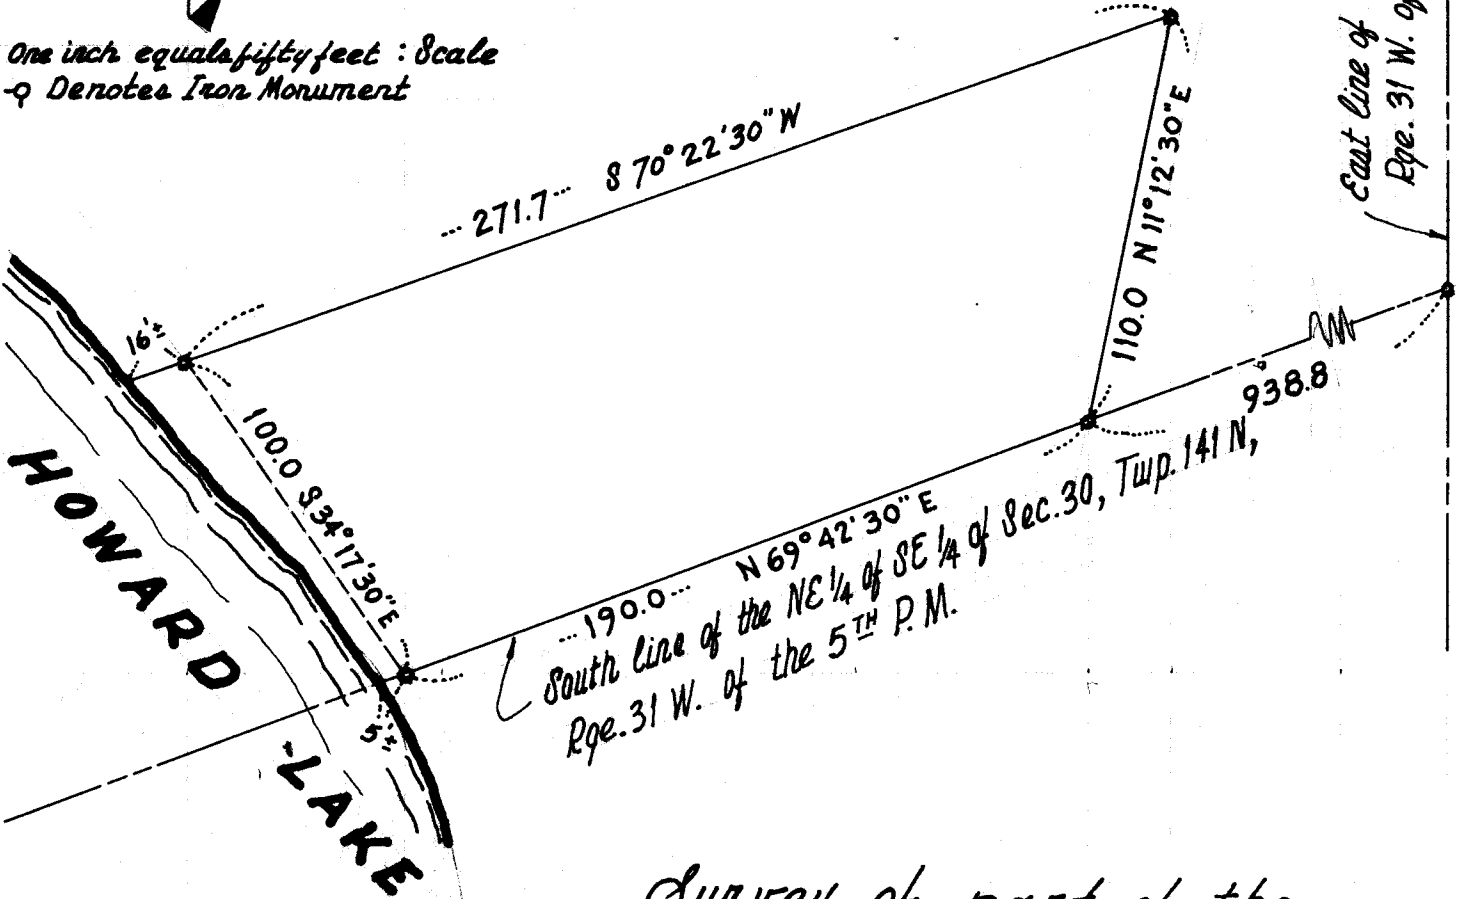 One inch equals fifty feet : Scale
Denotes Iron Monument
East line of
Rge. 31 W. of
--- 271.7 --- S 70° 22' 30" W
110.0 N 11° 12' 30" E
16'±
100.0 S 34° 17' 30" E
938.8
--- 190.0 --- N 69° 42' 30" E
South line of the NE 1/4 of SE 1/4 of Sec. 30, Twp. 141 N,
Rge. 31 W. of the 5TH P. M.
5'±
HOWARD
LAKE
Survey of part of the